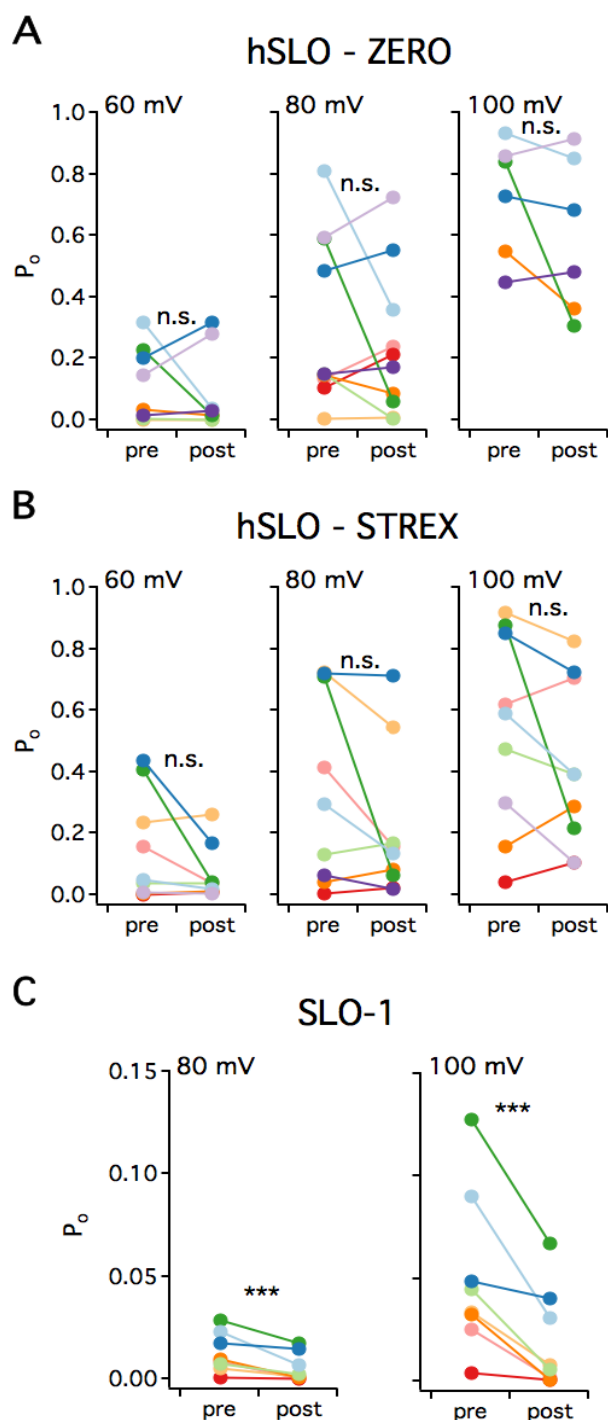 A
hSLO - ZERO
60 mV
80 mV
100 mV
1.0
0.8
0.6
0.4
0.2
0.0
Po
n.s.
n.s.
n.s.
pre post
pre post
pre post
B
hSLO - STREX
60 mV
80 mV
100 mV
1.0
0.8
0.6
0.4
0.2
0.0
Po
n.s.
n.s.
n.s.
pre post
pre post
pre post
C
SLO-1
80 mV
100 mV
0.15
0.10
0.05
0.00
Po
***
***
pre post
pre post